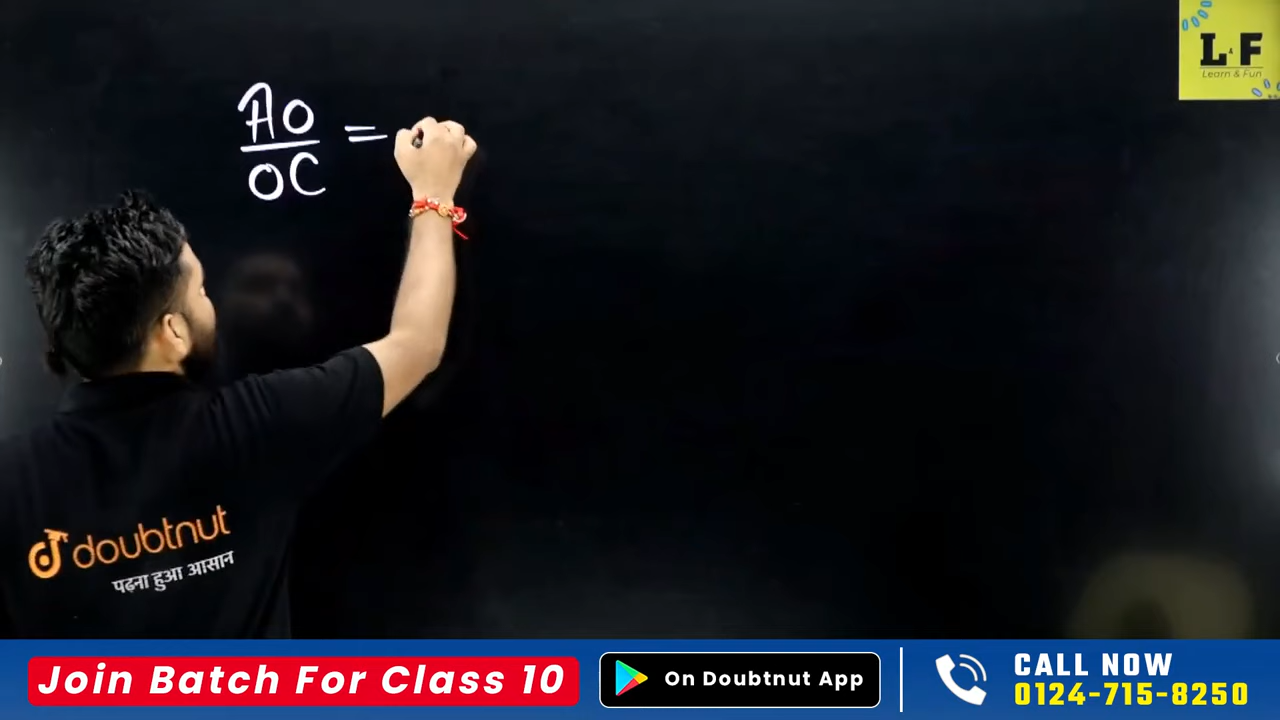 L&F
Learn & Fun
AO
OC
=
doubtnut
पढ़ना हुआ आसान
Join Batch For Class 10
On Doubtnut App
CALL NOW
0124-715-8250